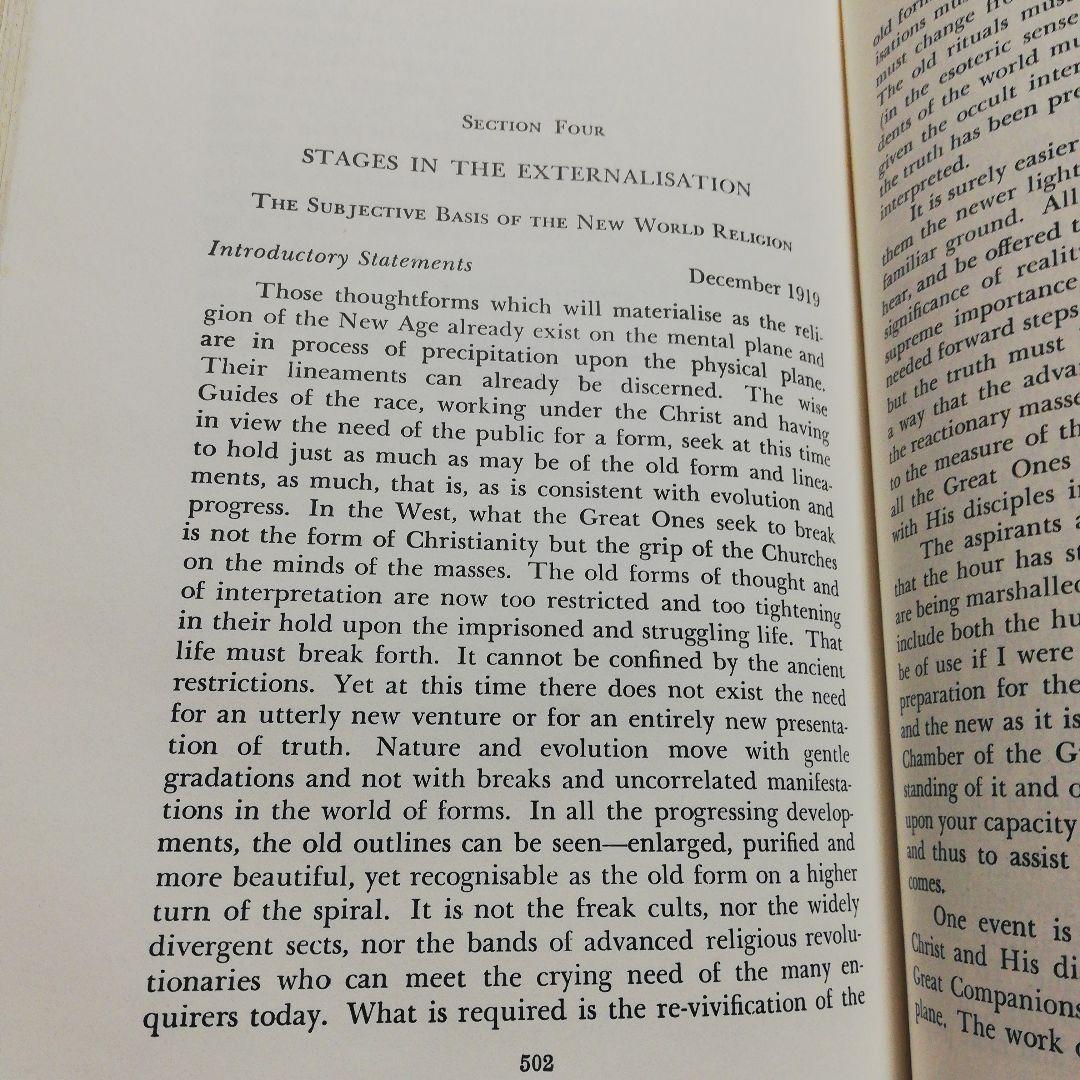 SECTION FOUR
STAGES IN THE EXTERNALISATION
THE SUBJECTIVE BASIS OF THE NEW WORLD RELIGION
Introductory Statements December 1919
Those thoughtforms which will materialise as the reli-
gion of the New Age already exist on the mental plane and
are in process of precipitation upon the physical plane.
Their lineaments can already be discerned. The wise
Guides of the race, working under the Christ and having
in view the need of the public for a form, seek at this time
to hold just as much as may be of the old form and linea-
ments, as much, that is, as is consistent with evolution and
progress. In the West, what the Great Ones seek to break
is not the form of Christianity but the grip of the Churches
on the minds of the masses. The old forms of thought and
of interpretation are now too restricted and too tightening
in their hold upon the imprisoned and struggling life. That
life must break forth. It cannot be confined by the ancient
restrictions. Yet at this time there does not exist the need
for an utterly new venture or for an entirely new presenta-
tion of truth. Nature and evolution move with gentle
gradations and not with breaks and uncorrelated manifesta-
tions in the world of forms. In all the progressing develop-
ments, the old outlines can be seen—enlarged, purified and
more beautiful, yet recognisable as the old form on a higher
turn of the spiral. It is not the freak cults, nor the widely
divergent sects, nor the bands of advanced religious revolu-
tionaries who can meet the crying need of the many en-
quirers today. What is required is the re-vivification of the
502
old
isations
must change
The old rituals
(in the esoteric sense
dents of the world
given the occult
the truth has been
interpreted.
It is surely easier
them the newer light
familiar ground. All
hear, and be offered
significance of
supreme importance
needed forward steps
but the truth must
a way that the
the reactionary
to the measure of
all the Great Ones
with His disciples
The aspirants
that the hour has
are being marshalled
include both the
be of use if I were
preparation for the
and the new as it is
Chamber of the
standing of it and
upon your capacity
and thus to assist
comes.
One event is
Christ and His
Great Companions
plane. The work